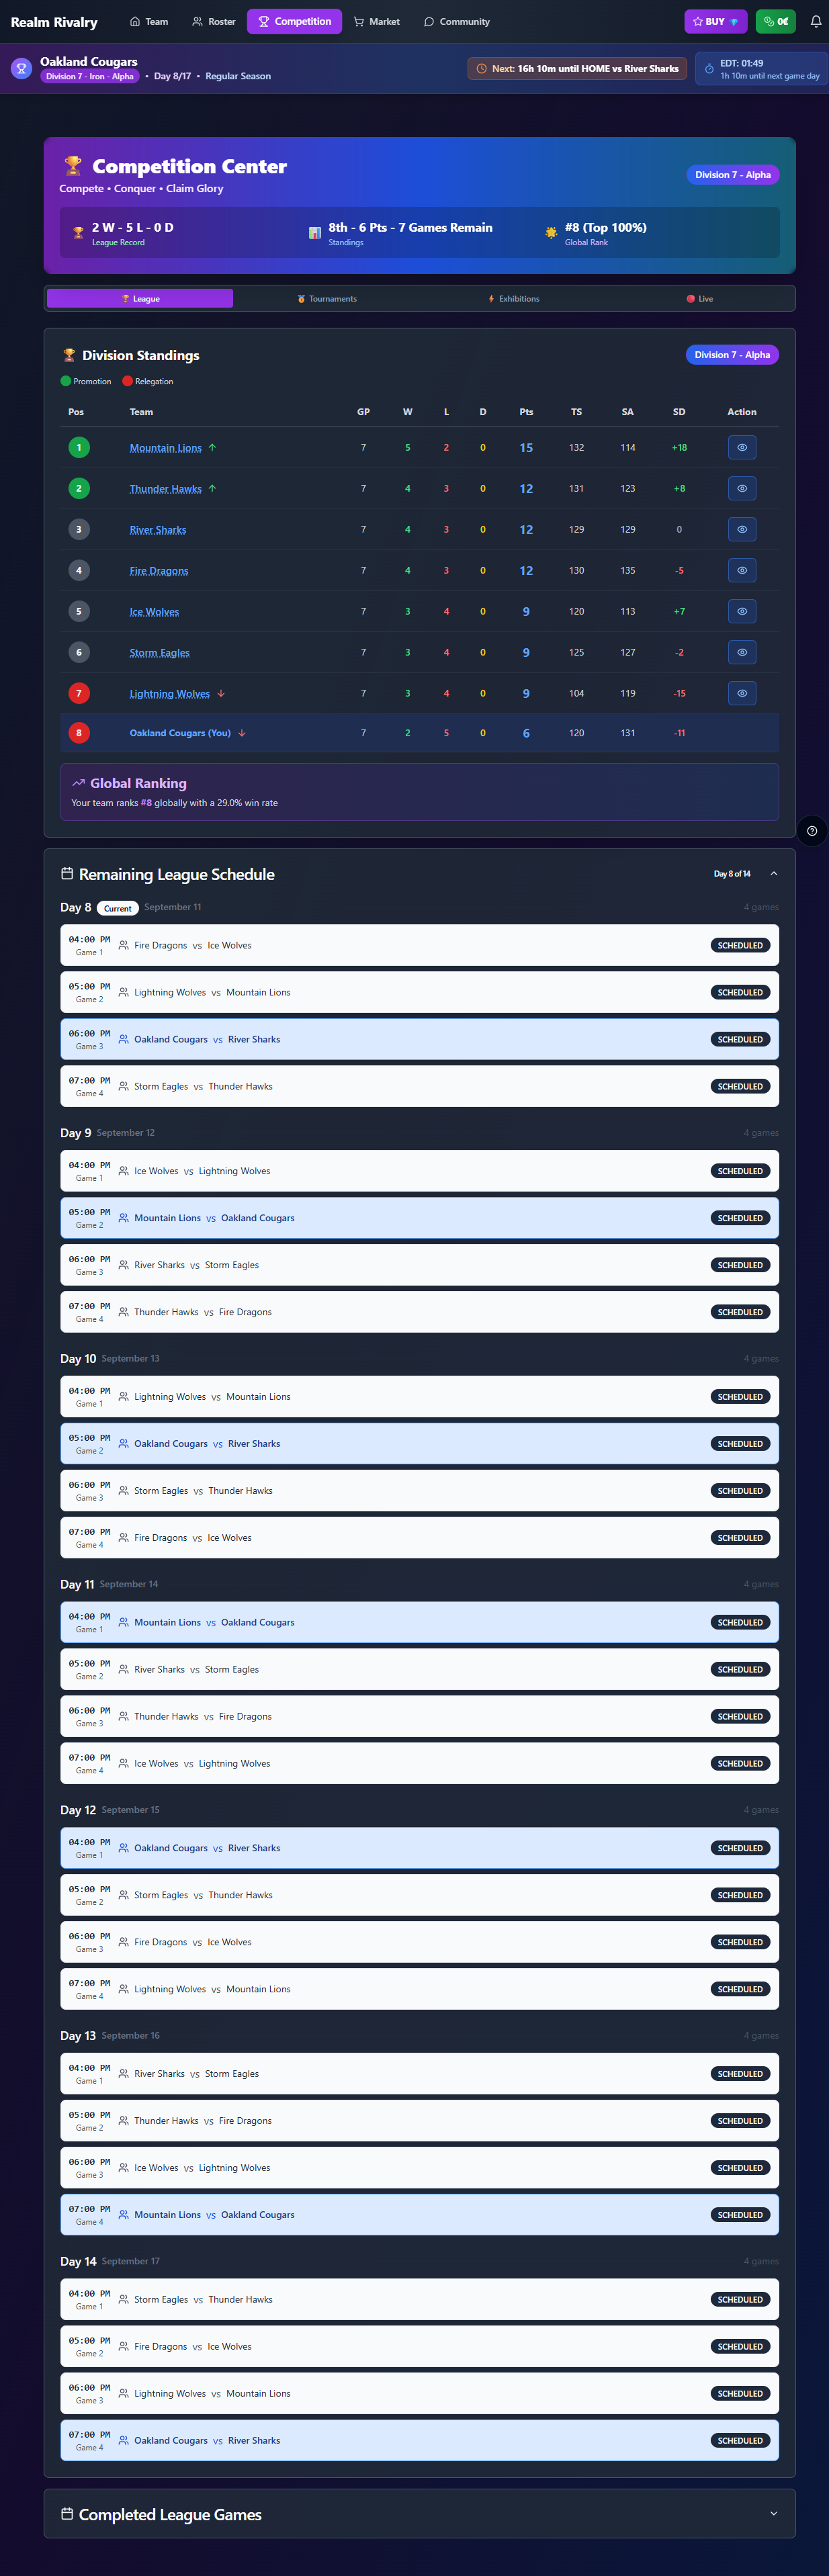 Realm Rivalry Team Roster Competition Market Community BUY 💎 0₡
Oakland Cougars
Division 7 - Iron - Alpha • Day 8/17 • Regular Season
Next: 16h 10m until HOME vs River Sharks
EDT: 01:49
1h 10m until next game day
🏆 Competition Center
Compete • Conquer • Claim Glory
Division 7 - Alpha
2 W - 5 L - 0 D
League Record
8th - 6 Pts - 7 Games Remain
Standings
#8 (Top 100%)
Global Rank
League Tournaments Exhibitions Live
🏆 Division Standings
Division 7 - Alpha
Promotion Relegation
Pos Team GP W L D Pts TS SA SD Action
1 Mountain Lions ↑ 7 5 2 0 15 132 114 +18
2 Thunder Hawks ↑ 7 4 3 0 12 131 123 +8
3 River Sharks 7 4 3 0 12 129 129 0
4 Fire Dragons 7 4 3 0 12 130 135 -5
5 Ice Wolves 7 3 4 0 9 120 113 +7
6 Storm Eagles 7 3 4 0 9 125 127 -2
7 Lightning Wolves ↓ 7 3 4 0 9 104 119 -15
8 Oakland Cougars (You) ↓ 7 2 5 0 6 120 131 -11
Global Ranking
Your team ranks #8 globally with a 29.0% win rate
Remaining League Schedule Day 8 of 14
Day 8 Current September 11 4 games
04:00 PM
Game 1
Fire Dragons vs Ice Wolves SCHEDULED
05:00 PM
Game 2
Lightning Wolves vs Mountain Lions SCHEDULED
06:00 PM
Game 3
Oakland Cougars vs River Sharks SCHEDULED
07:00 PM
Game 4
Storm Eagles vs Thunder Hawks SCHEDULED
Day 9 September 12 4 games
04:00 PM
Game 1
Ice Wolves vs Lightning Wolves SCHEDULED
05:00 PM
Game 2
Mountain Lions vs Oakland Cougars SCHEDULED
06:00 PM
Game 3
River Sharks vs Storm Eagles SCHEDULED
07:00 PM
Game 4
Thunder Hawks vs Fire Dragons SCHEDULED
Day 10 September 13 4 games
04:00 PM
Game 1
Lightning Wolves vs Mountain Lions SCHEDULED
05:00 PM
Game 2
Oakland Cougars vs River Sharks SCHEDULED
06:00 PM
Game 3
Storm Eagles vs Thunder Hawks SCHEDULED
07:00 PM
Game 4
Fire Dragons vs Ice Wolves SCHEDULED
Day 11 September 14 4 games
04:00 PM
Game 1
Mountain Lions vs Oakland Cougars SCHEDULED
05:00 PM
Game 2
River Sharks vs Storm Eagles SCHEDULED
06:00 PM
Game 3
Thunder Hawks vs Fire Dragons SCHEDULED
07:00 PM
Game 4
Ice Wolves vs Lightning Wolves SCHEDULED
Day 12 September 15 4 games
04:00 PM
Game 1
Oakland Cougars vs River Sharks SCHEDULED
05:00 PM
Game 2
Storm Eagles vs Thunder Hawks SCHEDULED
06:00 PM
Game 3
Fire Dragons vs Ice Wolves SCHEDULED
07:00 PM
Game 4
Lightning Wolves vs Mountain Lions SCHEDULED
Day 13 September 16 4 games
04:00 PM
Game 1
River Sharks vs Storm Eagles SCHEDULED
05:00 PM
Game 2
Thunder Hawks vs Fire Dragons SCHEDULED
06:00 PM
Game 3
Ice Wolves vs Lightning Wolves SCHEDULED
07:00 PM
Game 4
Mountain Lions vs Oakland Cougars SCHEDULED
Day 14 September 17 4 games
04:00 PM
Game 1
Storm Eagles vs Thunder Hawks SCHEDULED
05:00 PM
Game 2
Fire Dragons vs Ice Wolves SCHEDULED
06:00 PM
Game 3
Lightning Wolves vs Mountain Lions SCHEDULED
07:00 PM
Game 4
Oakland Cougars vs River Sharks SCHEDULED
Completed League Games